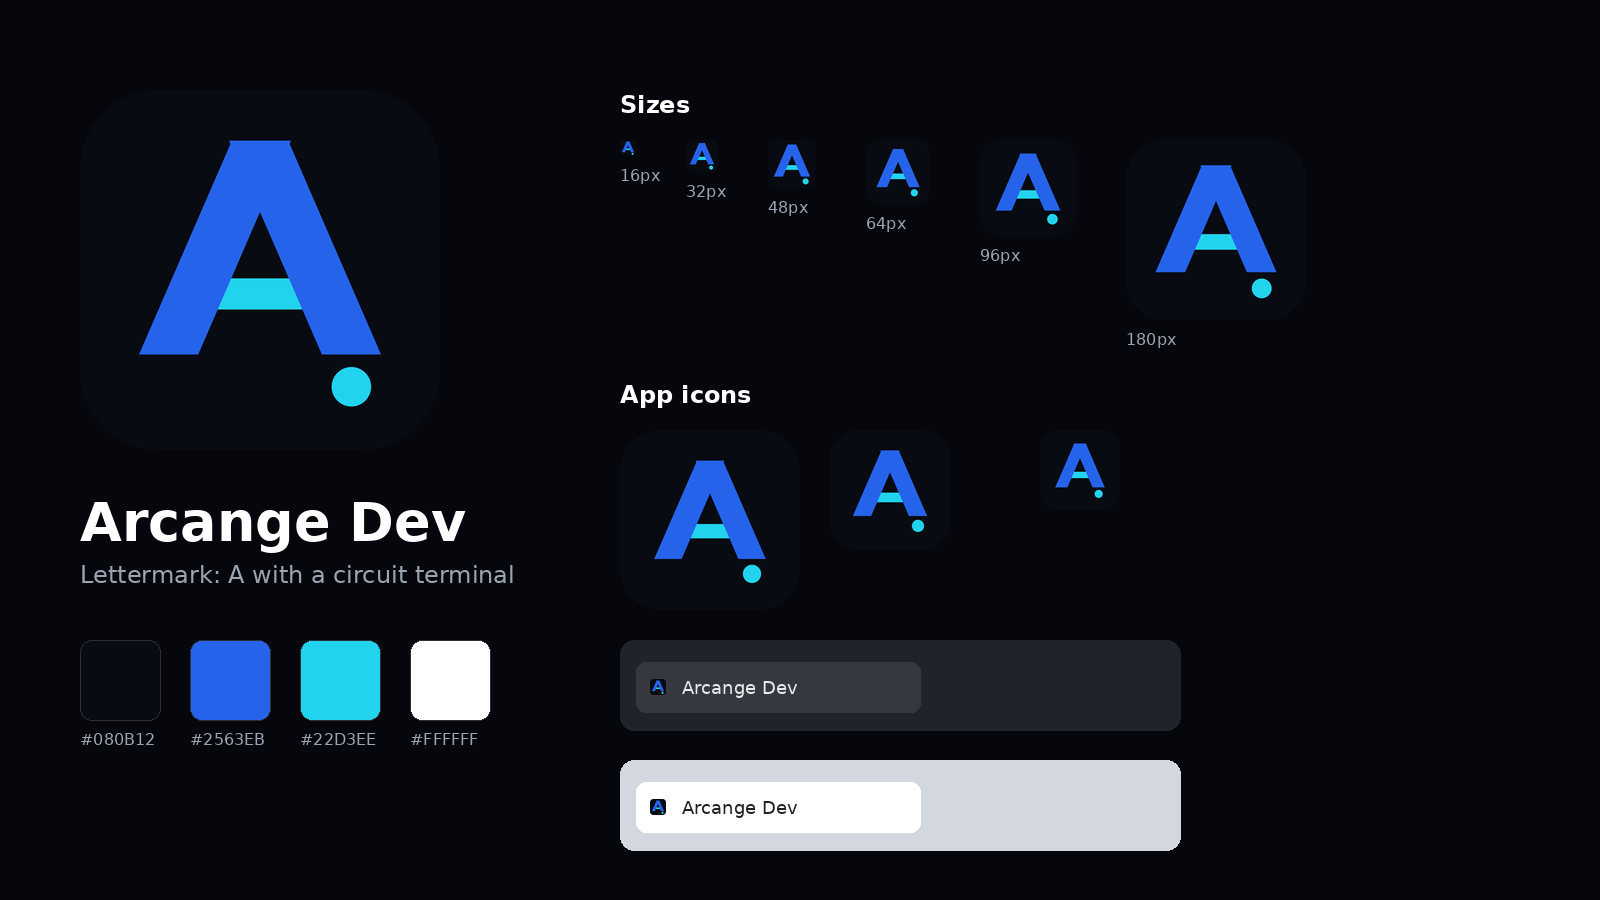 A
Arcange Dev
Lettermark: A with a circuit terminal
#080B12
#2563EB
#22D3EE
#FFFFFF
Sizes
A
A
A
A
A
A
16px
32px
48px
64px
96px
180px
App icons
A
A
A
A
Arcange Dev
A
Arcange Dev